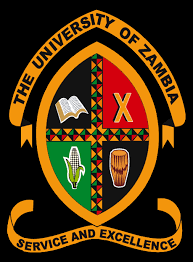 THE UNIVERSITY OF ZAMBIA
SERVICE AND EXCELLENCE